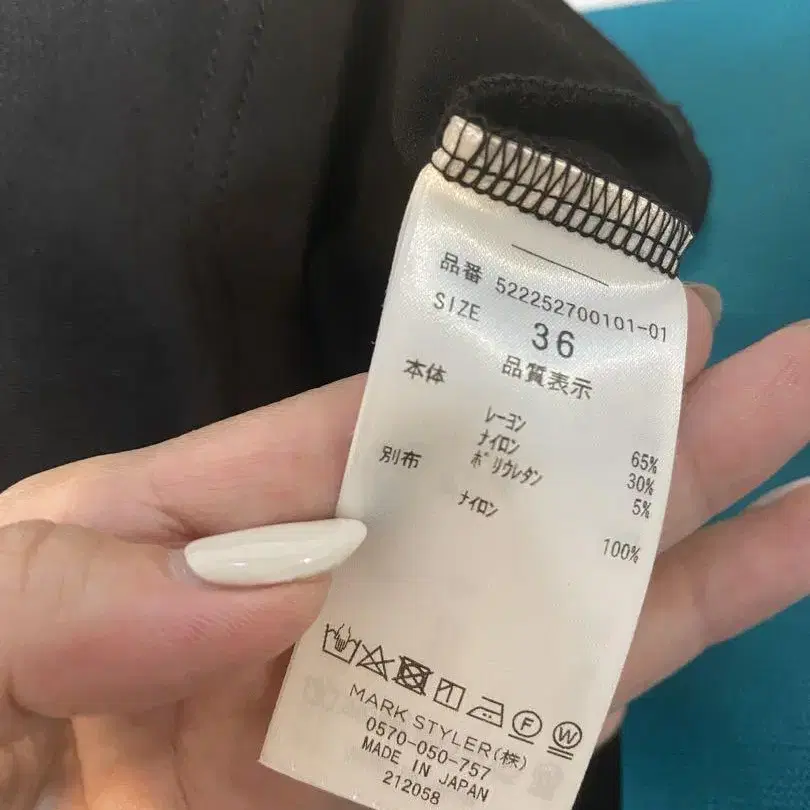 品番 522252700101-01
SIZE 36
品質表示
本体
レーヨン 65%
ナイロン 30%
ポリウレタン 5%
別布
ナイロン 100%
F W
MARK STYLER(株)
0570-050-757
MADE IN JAPAN
212058